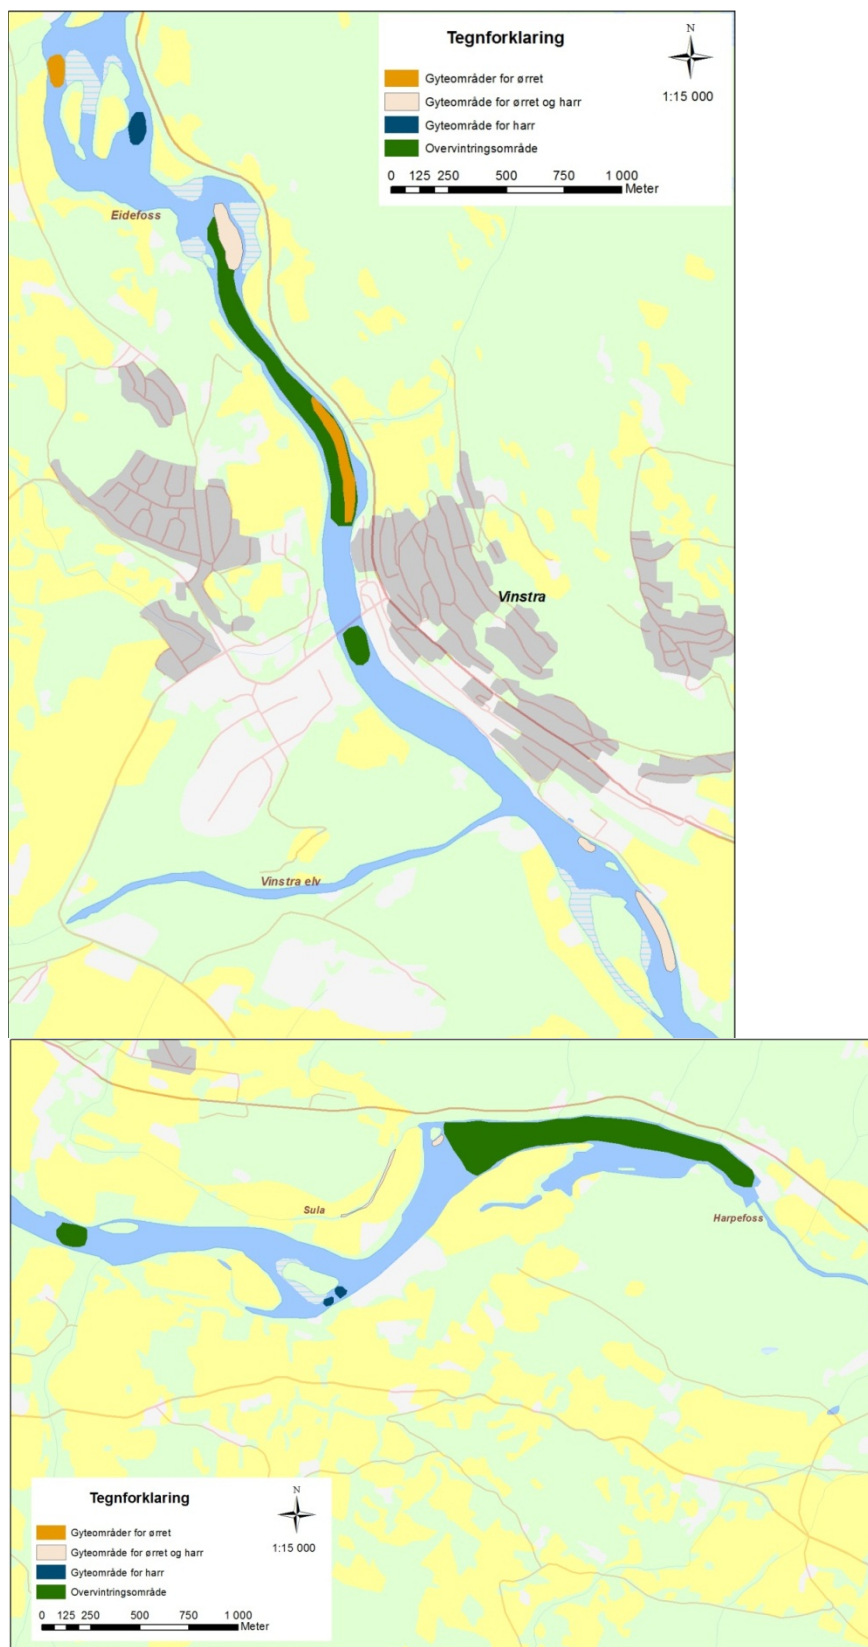 Tegnforklaring
N
Gyteområder for ørret
Gyteområde for ørret og harr
1:15 000
Gyteområde for harr
Overvintringsområde
0 125 250 500 750 1 000
Meter
Eidefoss
Vinstra
Vinstra elv
Sula
Harpefoss
Tegnforklaring
N
Gyteområder for ørret
Gyteområde for ørret og harr
1:15 000
Gyteområde for harr
Overvintringsområde
0 125 250 500 750 1 000
Meter